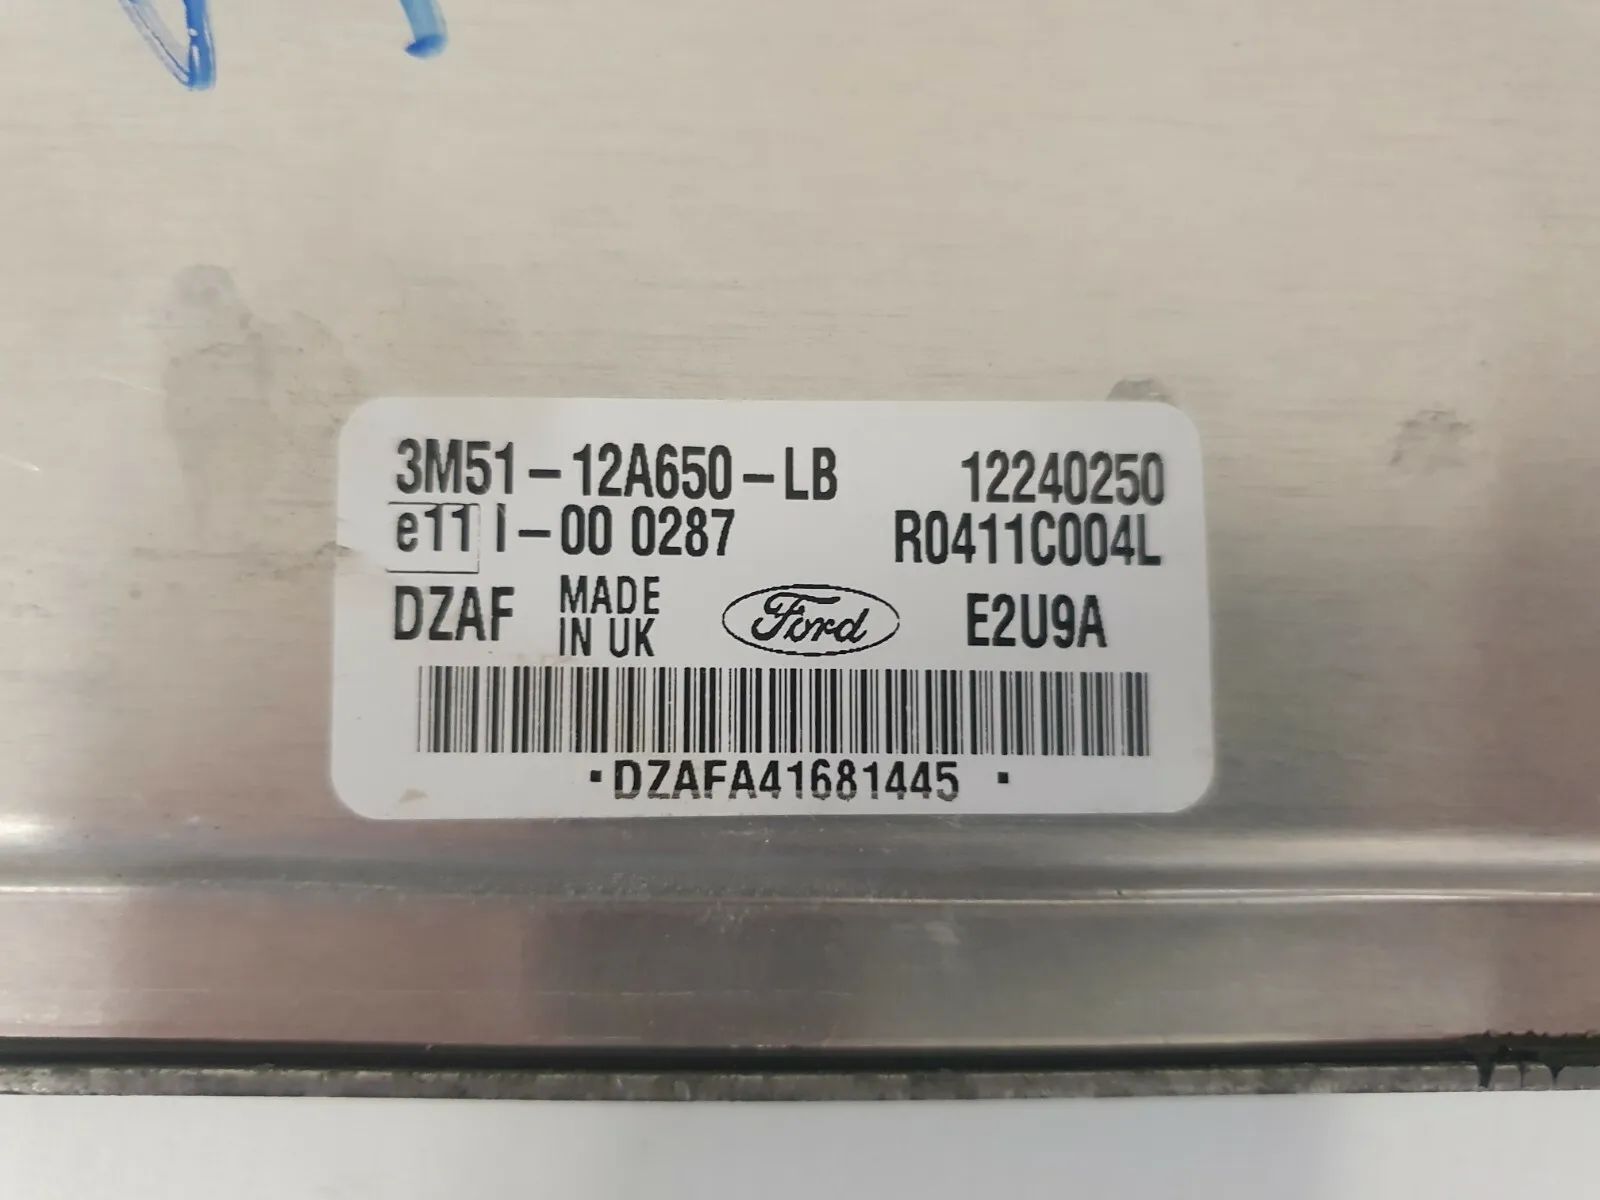 3M51-12A650-LB 12240250
e11 I-00 0287 R0411C004L
DZAF MADE IN UK Ford E2U9A
·DZAFA41681445 ·